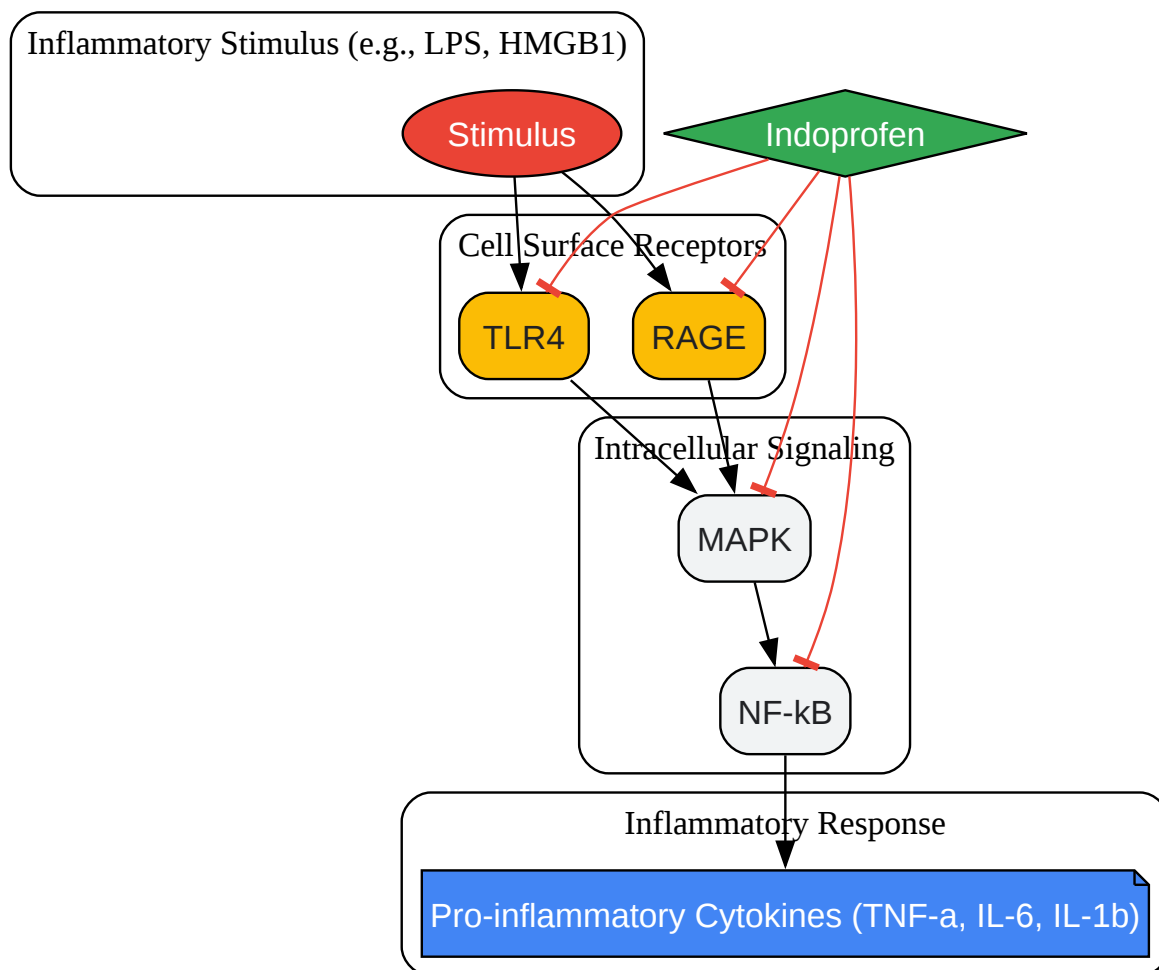 Inflammatory Stimulus (e.g., LPS, HMGB1)
Stimulus
Indoprofen
Cell Surface Receptors
TLR4
RAGE
Intracellular Signaling
MAPK
NF-kB
Inflammatory Response
Pro-inflammatory Cytokines (TNF-a, IL-6, IL-1b)